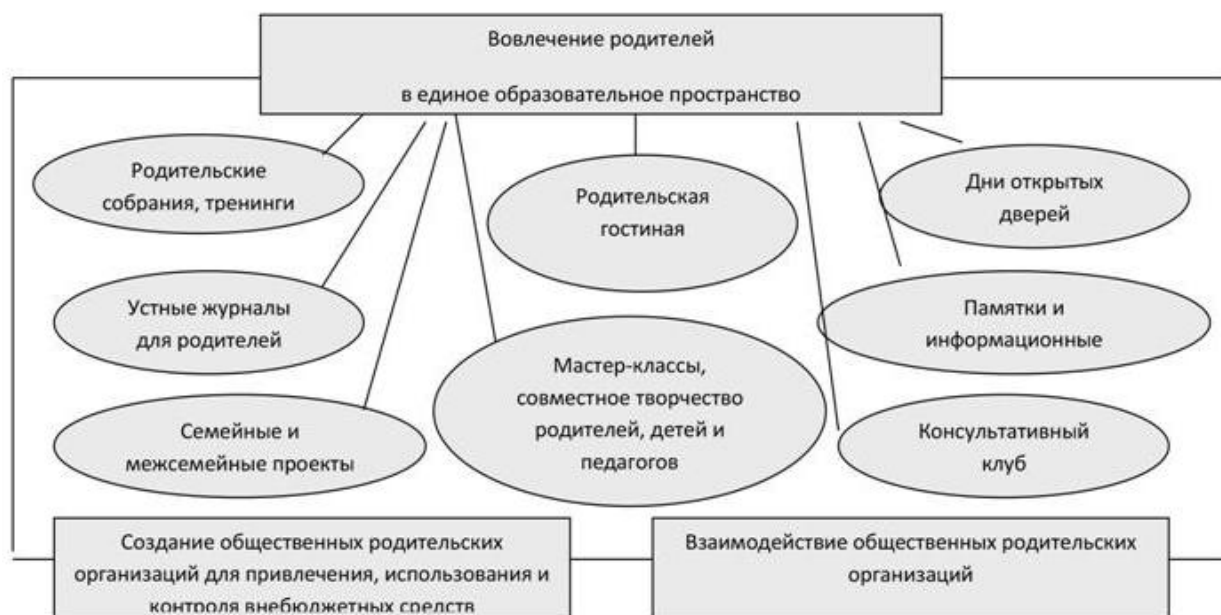 Вовлечение родителей
в единое образовательное пространство
Родительские
собрания, тренинги
Родительская
гостиная
Дни открытых
дверей
Устные журналы
для родителей
Памятки и
информационные
Мастер-классы,
совместное творчество
родителей, детей и
педагогов
Семейные и
межсемейные проекты
Консультативный
клуб
Создание общественных родительских
организаций для привлечения, использования и
контроля внебюджетных средств
Взаимодействие общественных родительских
организаций